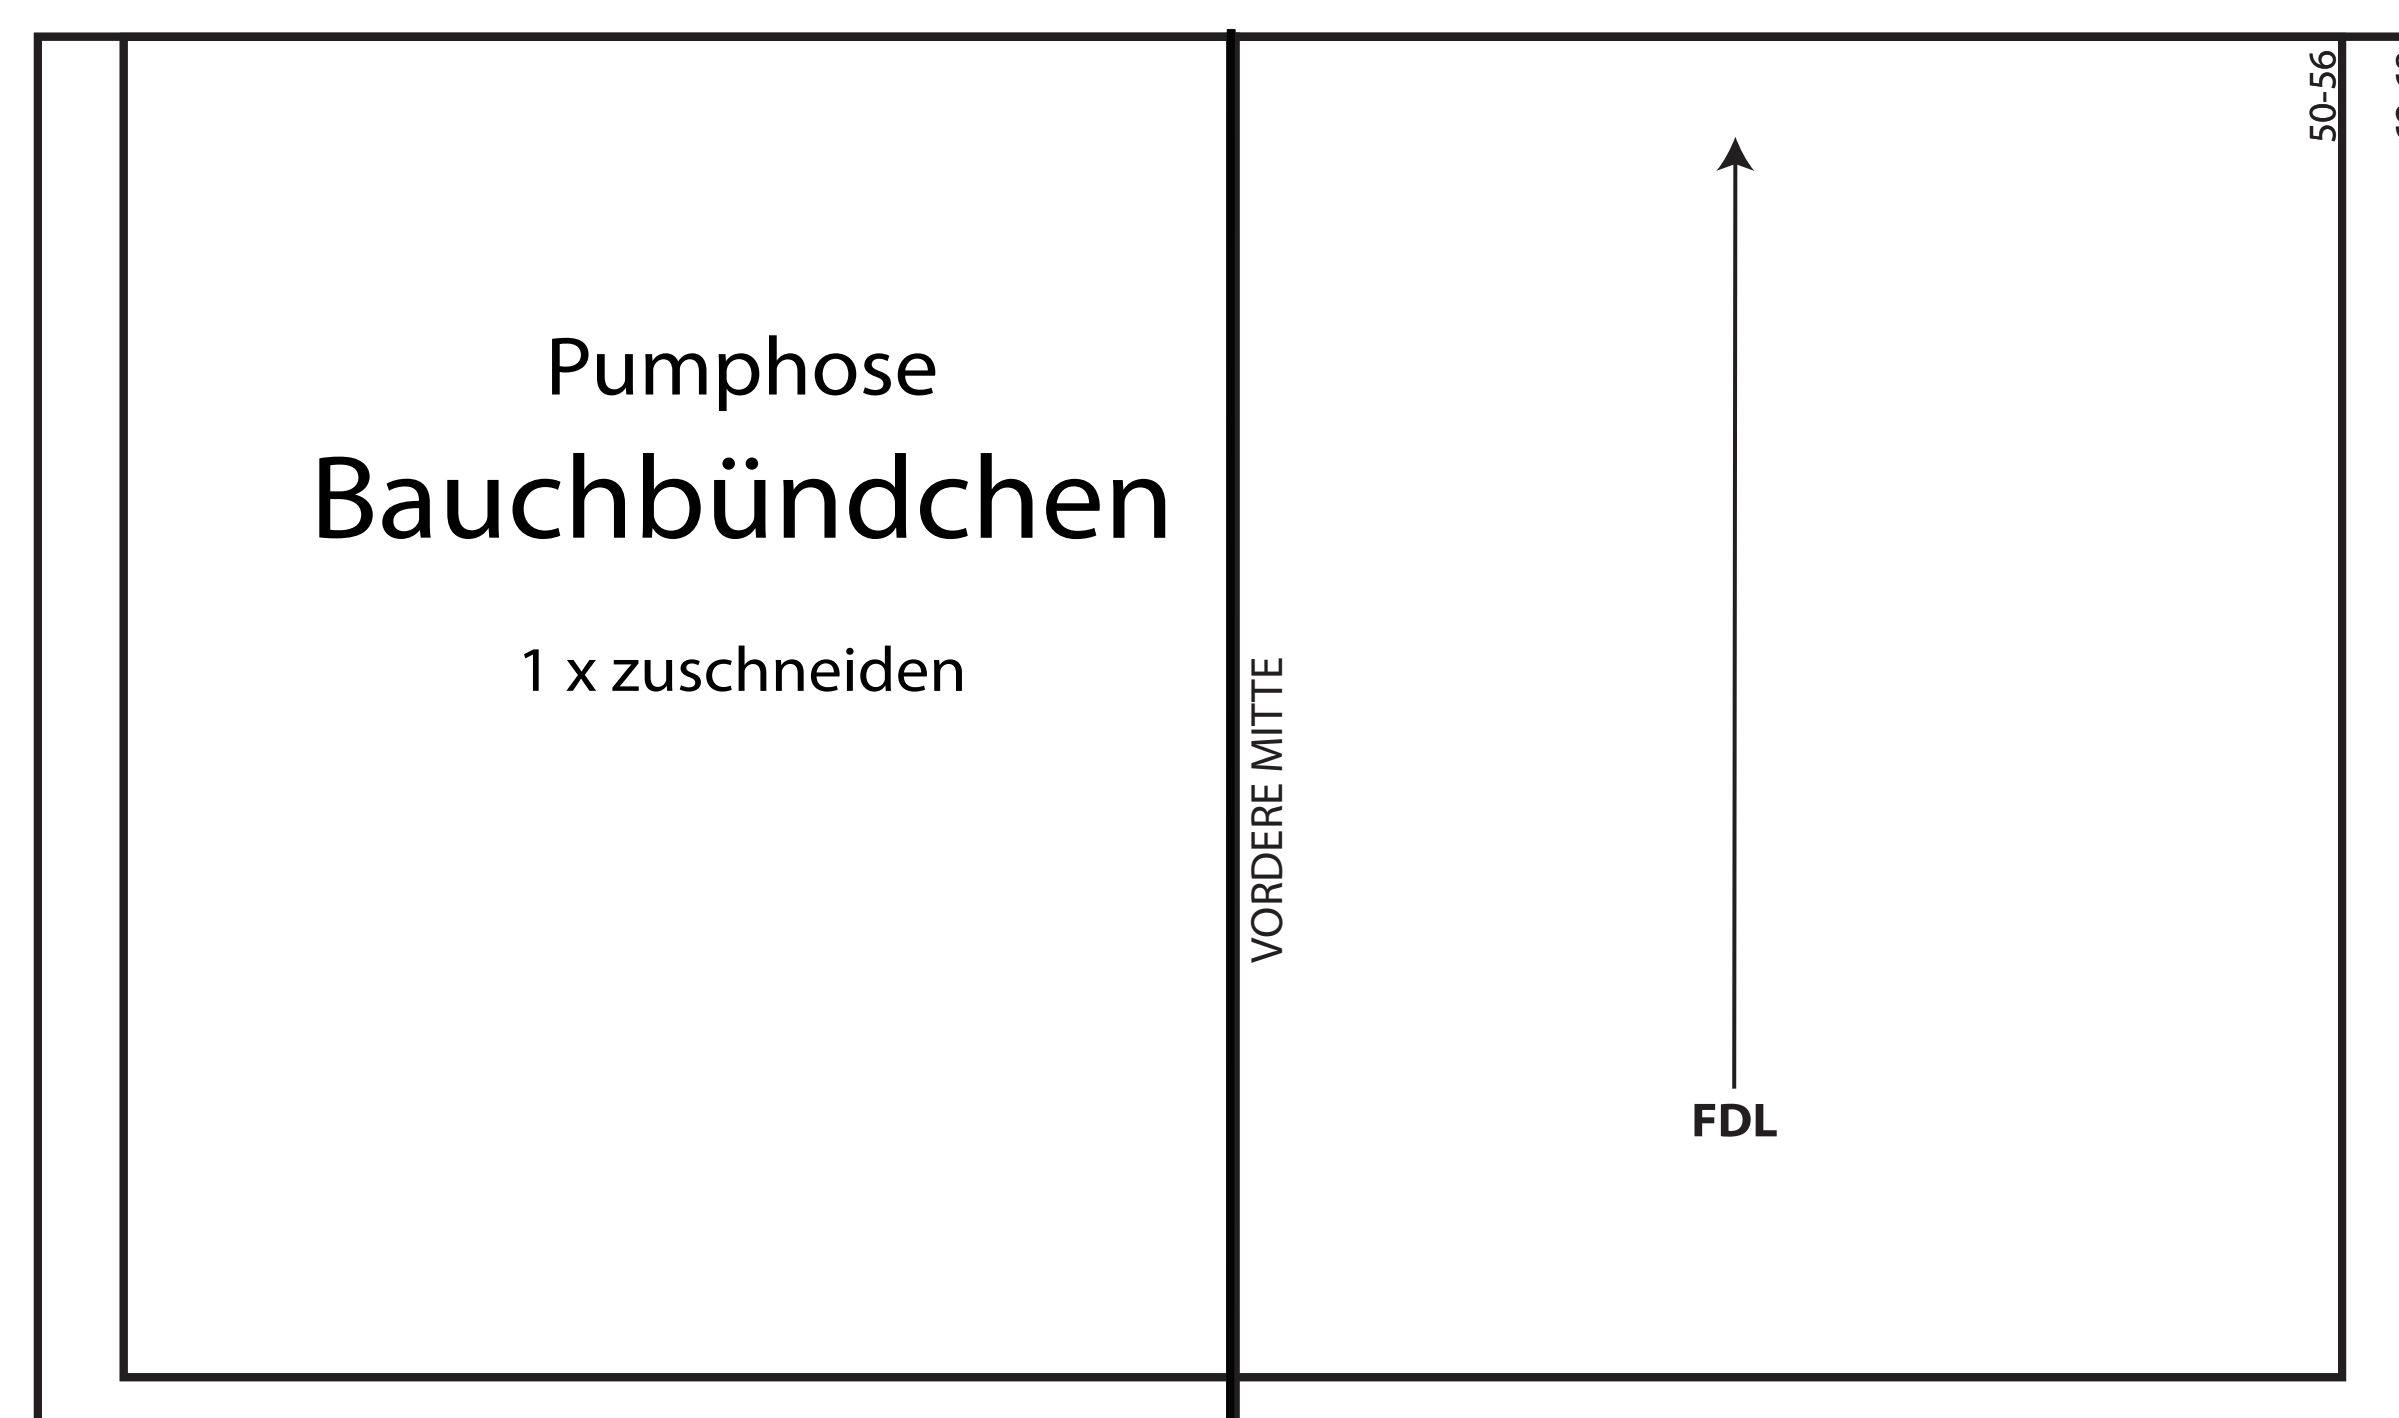 50-56
Pumphose
Bauchbündchen
1 x zuschneiden
VORDERE MITTE
FDL